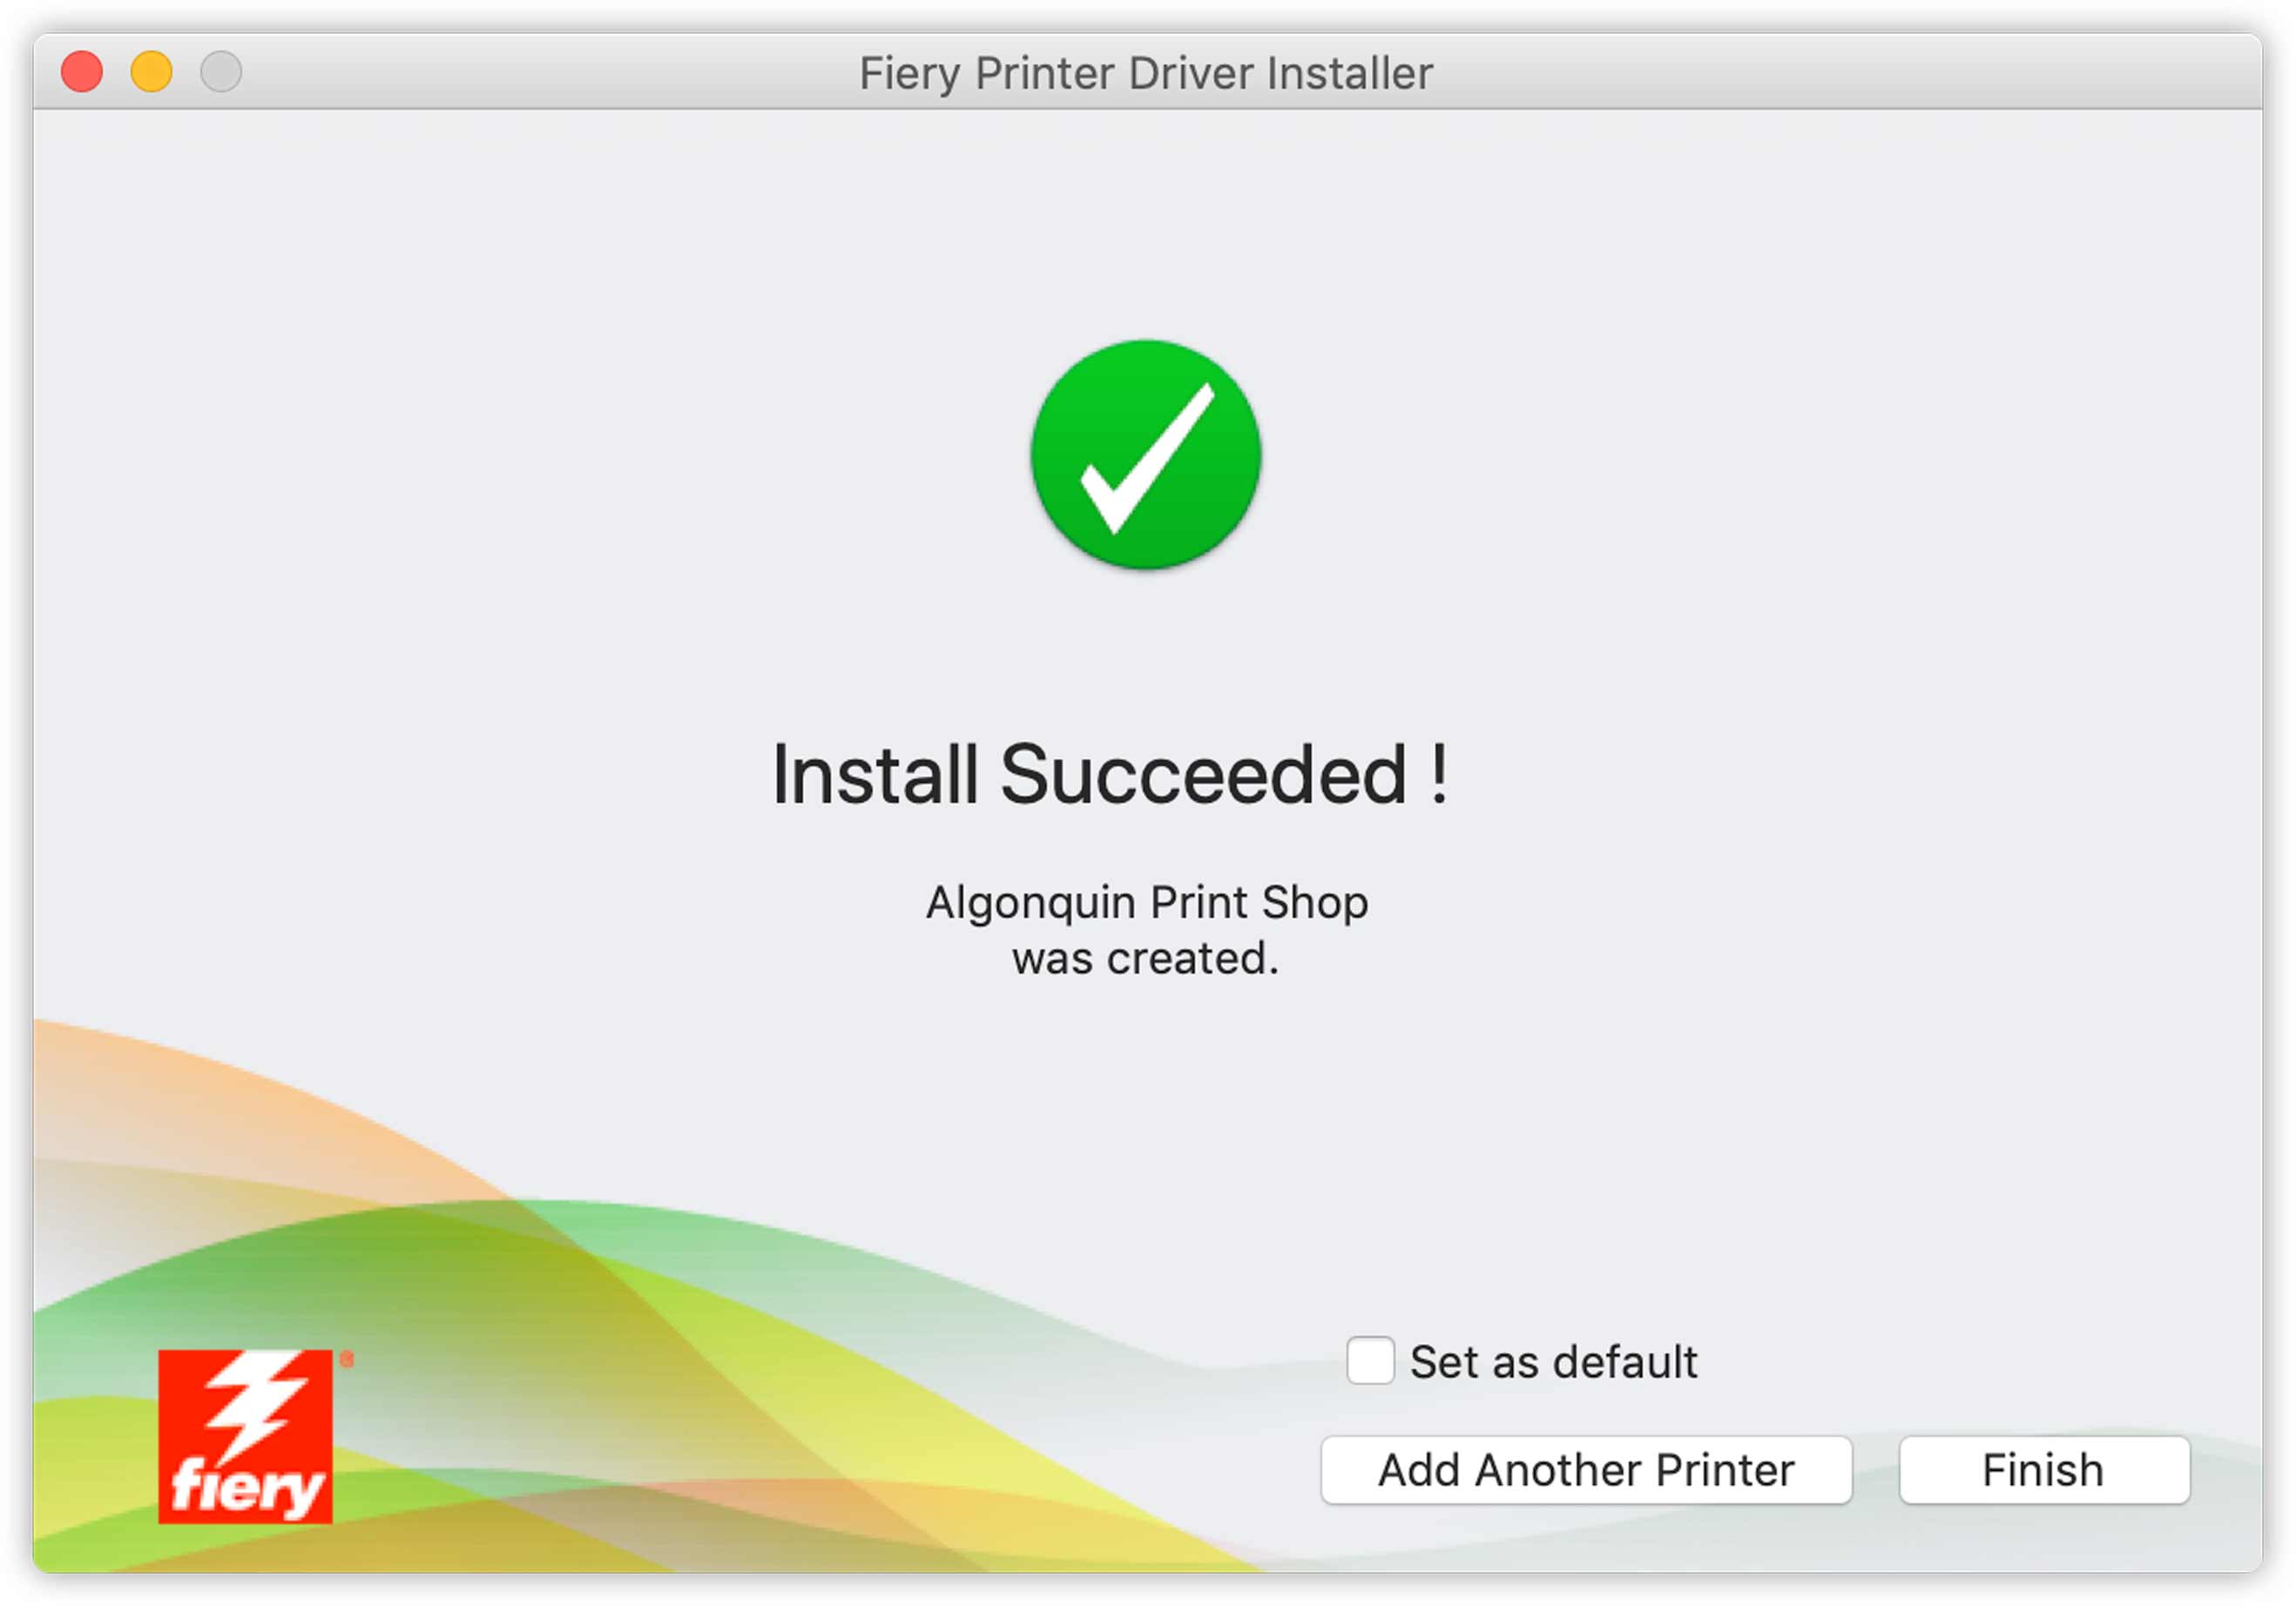 Fiery Printer Driver Installer
Install Succeeded !
Algonquin Print Shop
was created.
Set as default
Add Another Printer
Finish
fiery